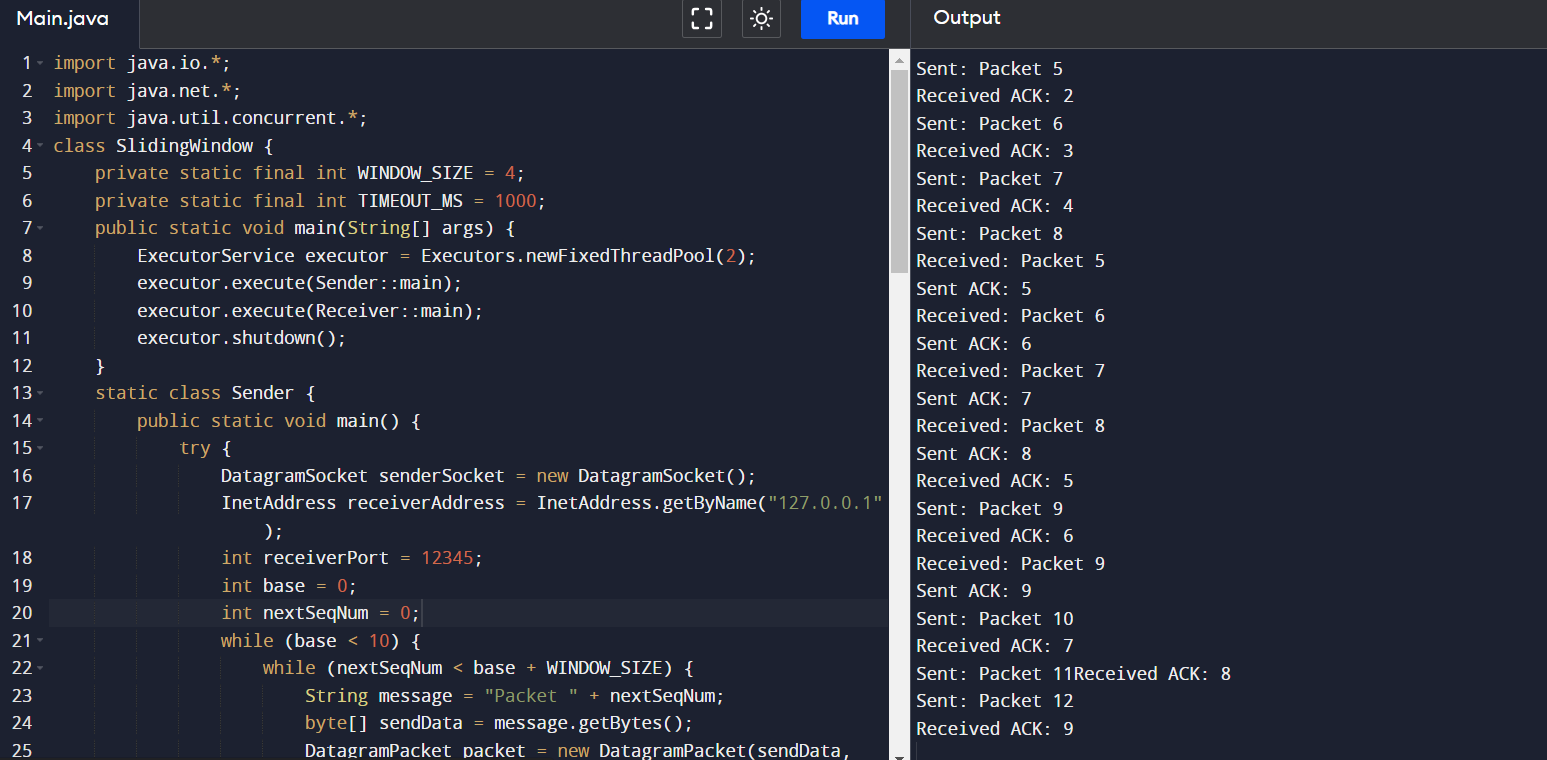 Main.java
Run
Output
1 import java.io.*;
2 import java.net.*;
3 import java.util.concurrent.*;
4 class SlidingWindow {
5 private static final int WINDOW_SIZE = 4;
6 private static final int TIMEOUT_MS = 1000;
7 public static void main(String[] args) {
8 ExecutorService executor = Executors.newFixedThreadPool(2);
9 executor.execute(Sender::main);
10 executor.execute(Receiver::main);
11 executor.shutdown();
12 }
13 static class Sender {
14 public static void main() {
15 try {
16 DatagramSocket senderSocket = new DatagramSocket();
17 InetAddress receiverAddress = InetAddress.getByName("127.0.0.1"
);
18 int receiverPort = 12345;
19 int base = 0;
20 int nextSeqNum = 0;
21 while (base < 10) {
22 while (nextSeqNum < base + WINDOW_SIZE) {
23 String message = "Packet " + nextSeqNum;
24 byte[] sendData = message.getBytes();
25 DatagramPacket packet = new DatagramPacket(sendData,
Sent: Packet 5
Received ACK: 2
Sent: Packet 6
Received ACK: 3
Sent: Packet 7
Received ACK: 4
Sent: Packet 8
Received: Packet 5
Sent ACK: 5
Received: Packet 6
Sent ACK: 6
Received: Packet 7
Sent ACK: 7
Received: Packet 8
Sent ACK: 8
Received ACK: 5
Sent: Packet 9
Received ACK: 6
Received: Packet 9
Sent ACK: 9
Sent: Packet 10
Received ACK: 7
Sent: Packet 11Received ACK: 8
Sent: Packet 12
Received ACK: 9